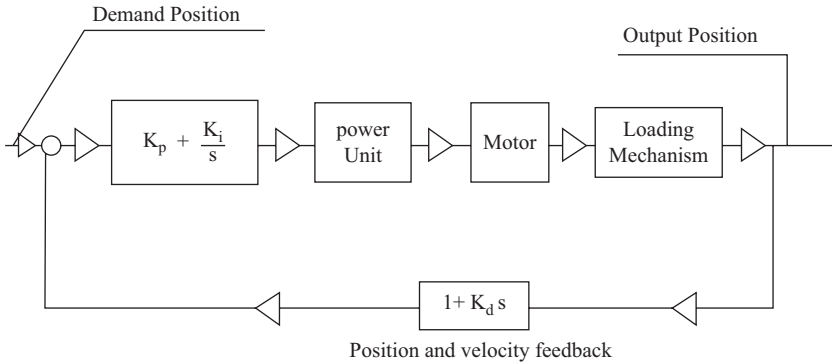 Demand Position
Output Position
K_p + K_i/s
power
Unit
Motor
Loading
Mechanism
1+ K_d s
Position and velocity feedback